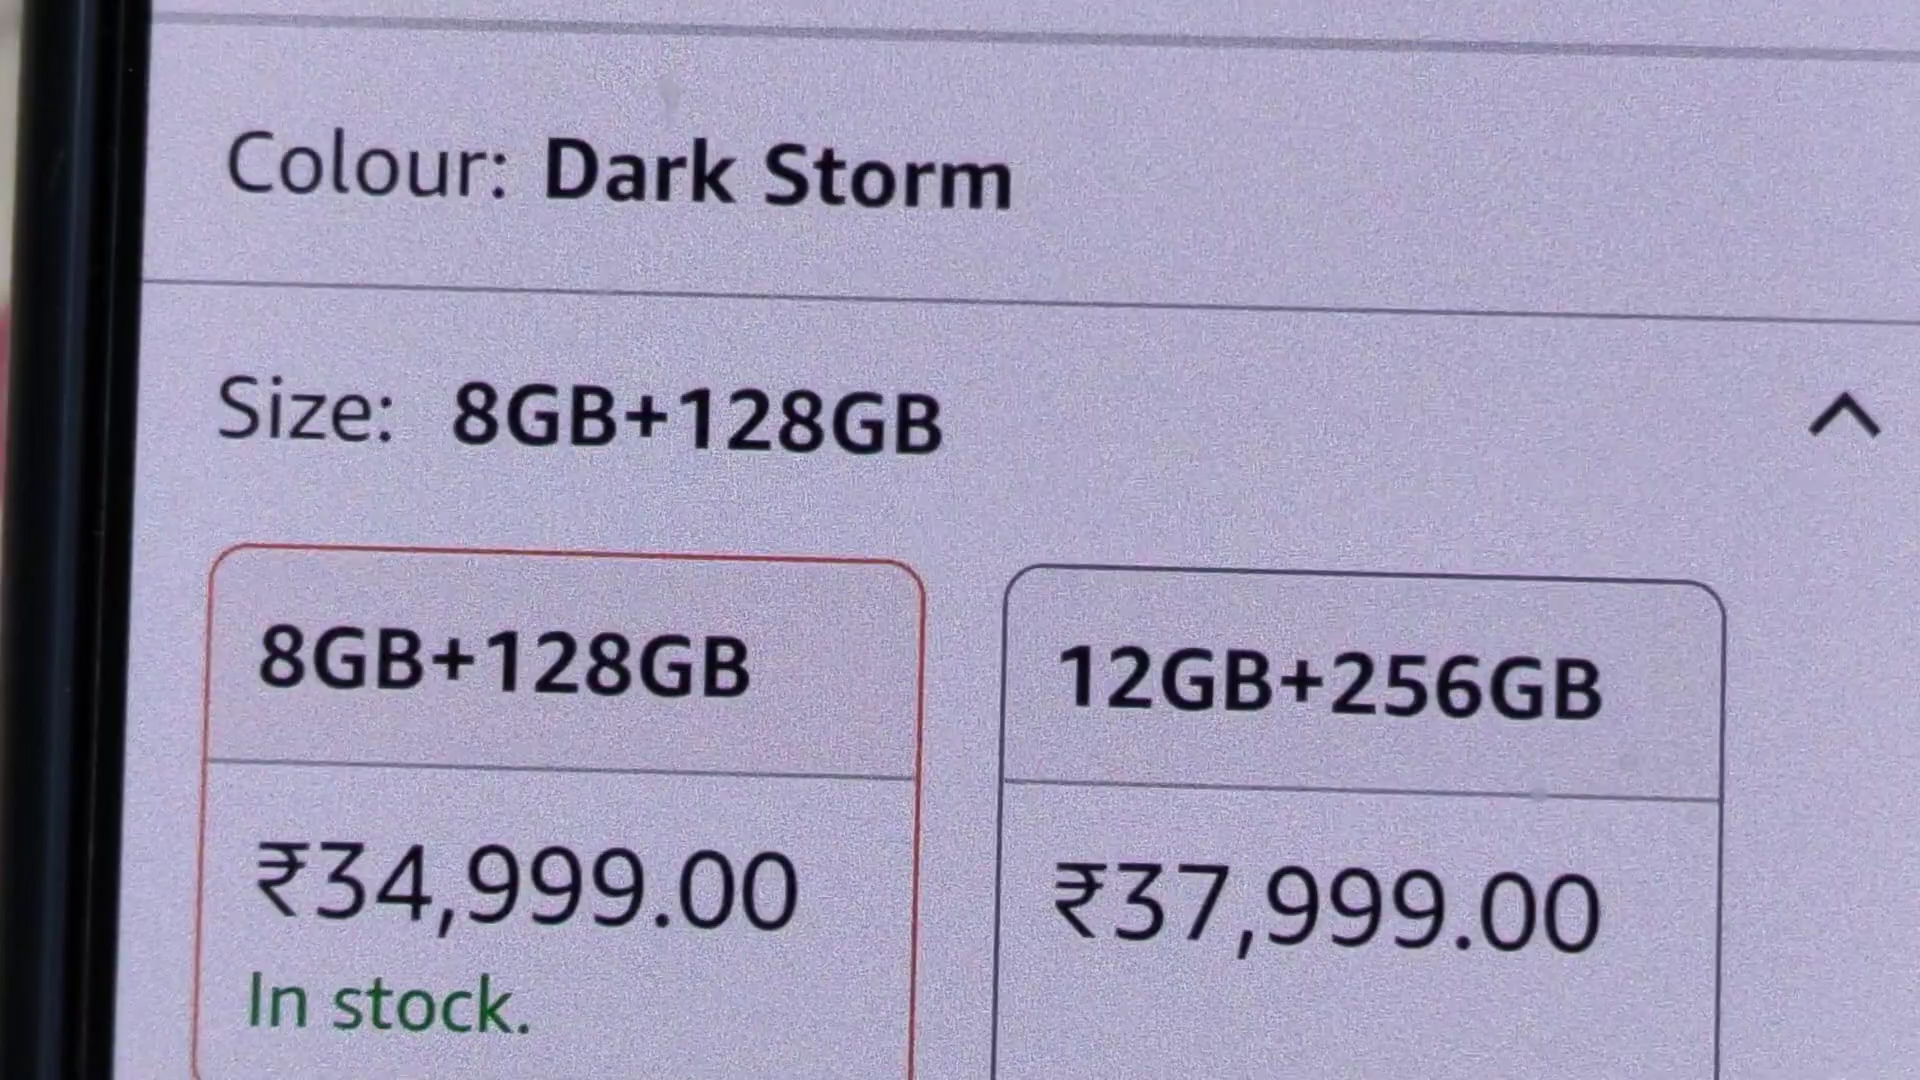 Colour: Dark Storm
Size: 8GB+128GB
8GB+128GB
12GB+256GB
₹34,999.00
₹37,999.00
In stock.